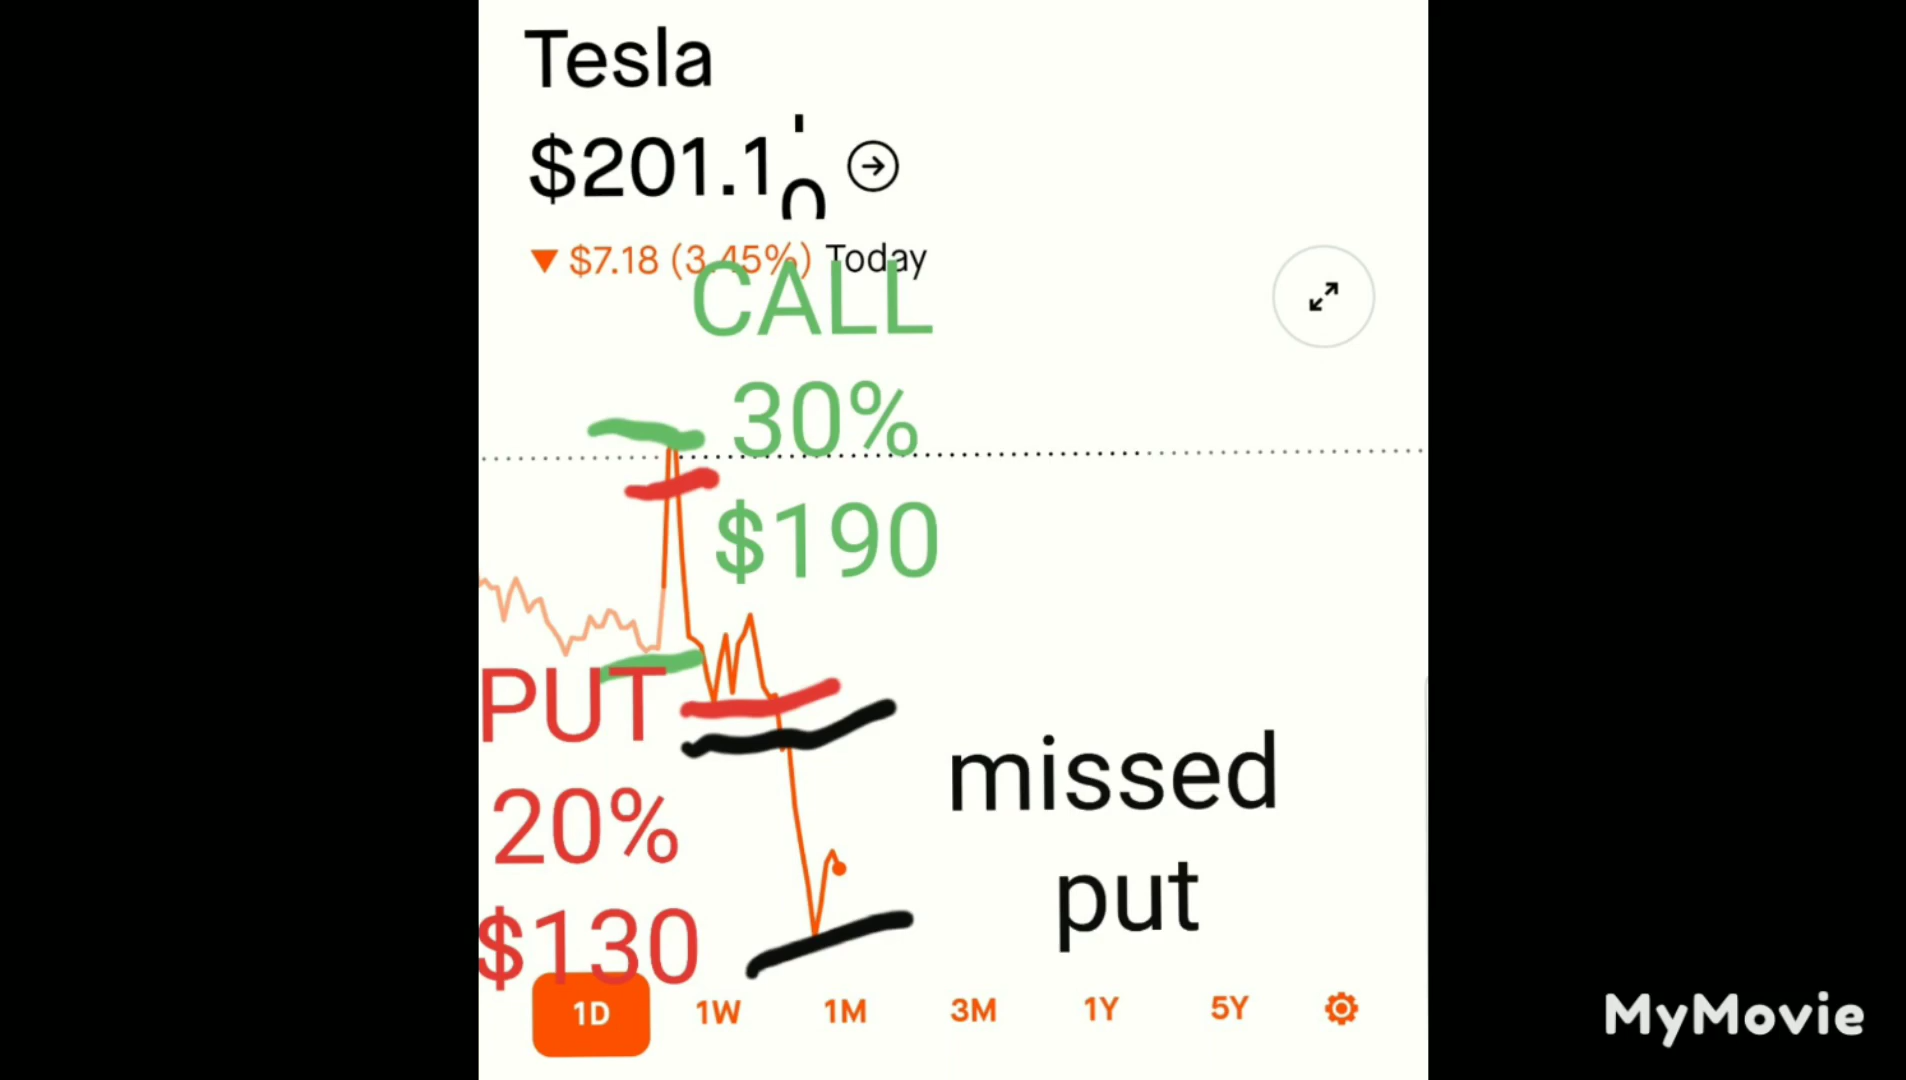 Tesla
$201.1
▼ $7.18 (3.45%) Today
CALL
30%
$190
PUT
20%
$130
missed
put
1D 1W 1M 3M 1Y 5Y
MyMovie